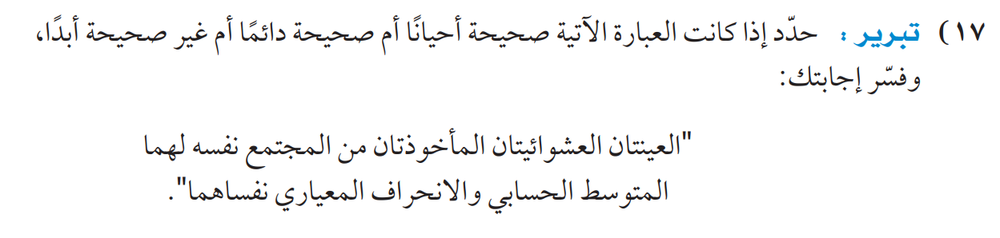 ١٧) تبرير: حدّد إذا كانت العبارة الآتية صحيحة أحيانًا أم صحيحة دائمًا أم غير صحيحة أبدًا،
وفسّر إجابتك:
"العينتان العشوائيتان المأخوذتان من المجتمع نفسه لهما
المتوسط الحسابي والانحراف المعياري نفساهما".